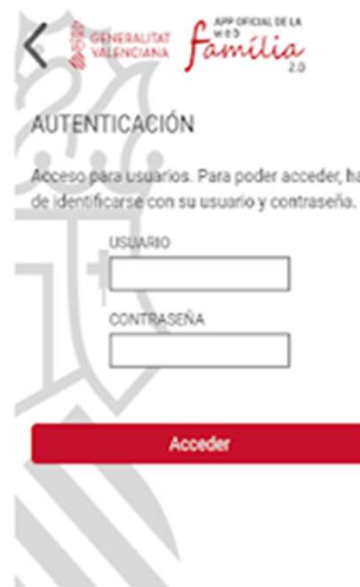 GENERALITAT
VALENCIANA
APP OFICIAL DE LA
web
família
2.0
AUTENTICACIÓN
Acceso para usuarios. Para poder acceder, ha
de identificarse con su usuario y contraseña.
USUARIO
CONTRASEÑA
Acceder